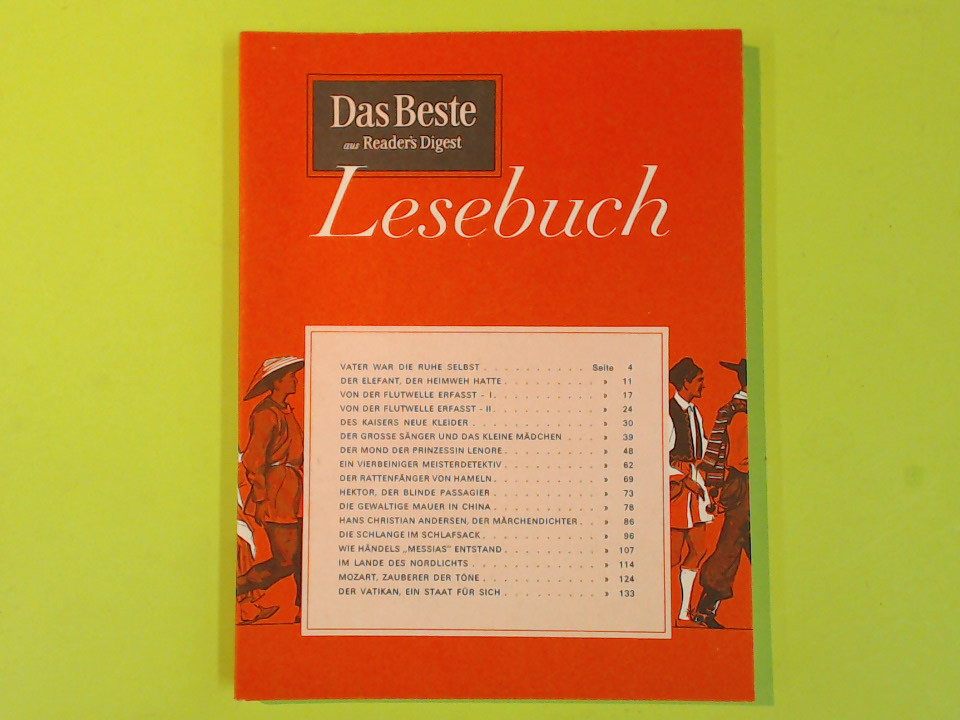 Das Beste
aus Reader's Digest
Lesebuch
VATER WAR DIE RUHE SELBST . . . . . . . . . . . Seite 4
DER ELEFANT, DER HEIMWEH HATTE . . . . . . . . . . » 11
VON DER FLUTWELLE ERFASST - I . . . . . . . . . . » 17
VON DER FLUTWELLE ERFASST - II . . . . . . . . . . » 24
DES KAISERS NEUE KLEIDER . . . . . . . . . . . . » 30
DER GROSSE SÄNGER UND DAS KLEINE MÄDCHEN . . . » 39
DER MOND DER PRINZESSIN LENORE . . . . . . . . . » 48
EIN VIERBEINIGER MEISTERDETEKTIV . . . . . . . . . » 62
DER RATTENFÄNGER VON HAMELN . . . . . . . . . . » 69
HEKTOR, DER BLINDE PASSAGIER . . . . . . . . . . » 73
DIE GEWALTIGE MAUER IN CHINA . . . . . . . . . . » 78
HANS CHRISTIAN ANDERSEN, DER MÄRCHENDICHTER . . » 86
DIE SCHLANGE IM SCHLAFSACK . . . . . . . . . . . » 96
WIE HÄNDELS „MESSIAS" ENTSTAND . . . . . . . . . » 107
IM LANDE DES NORDLICHTS . . . . . . . . . . . . » 114
MOZART, ZAUBERER DER TÖNE . . . . . . . . . . . » 124
DER VATIKAN, EIN STAAT FÜR SICH . . . . . . . . . » 133